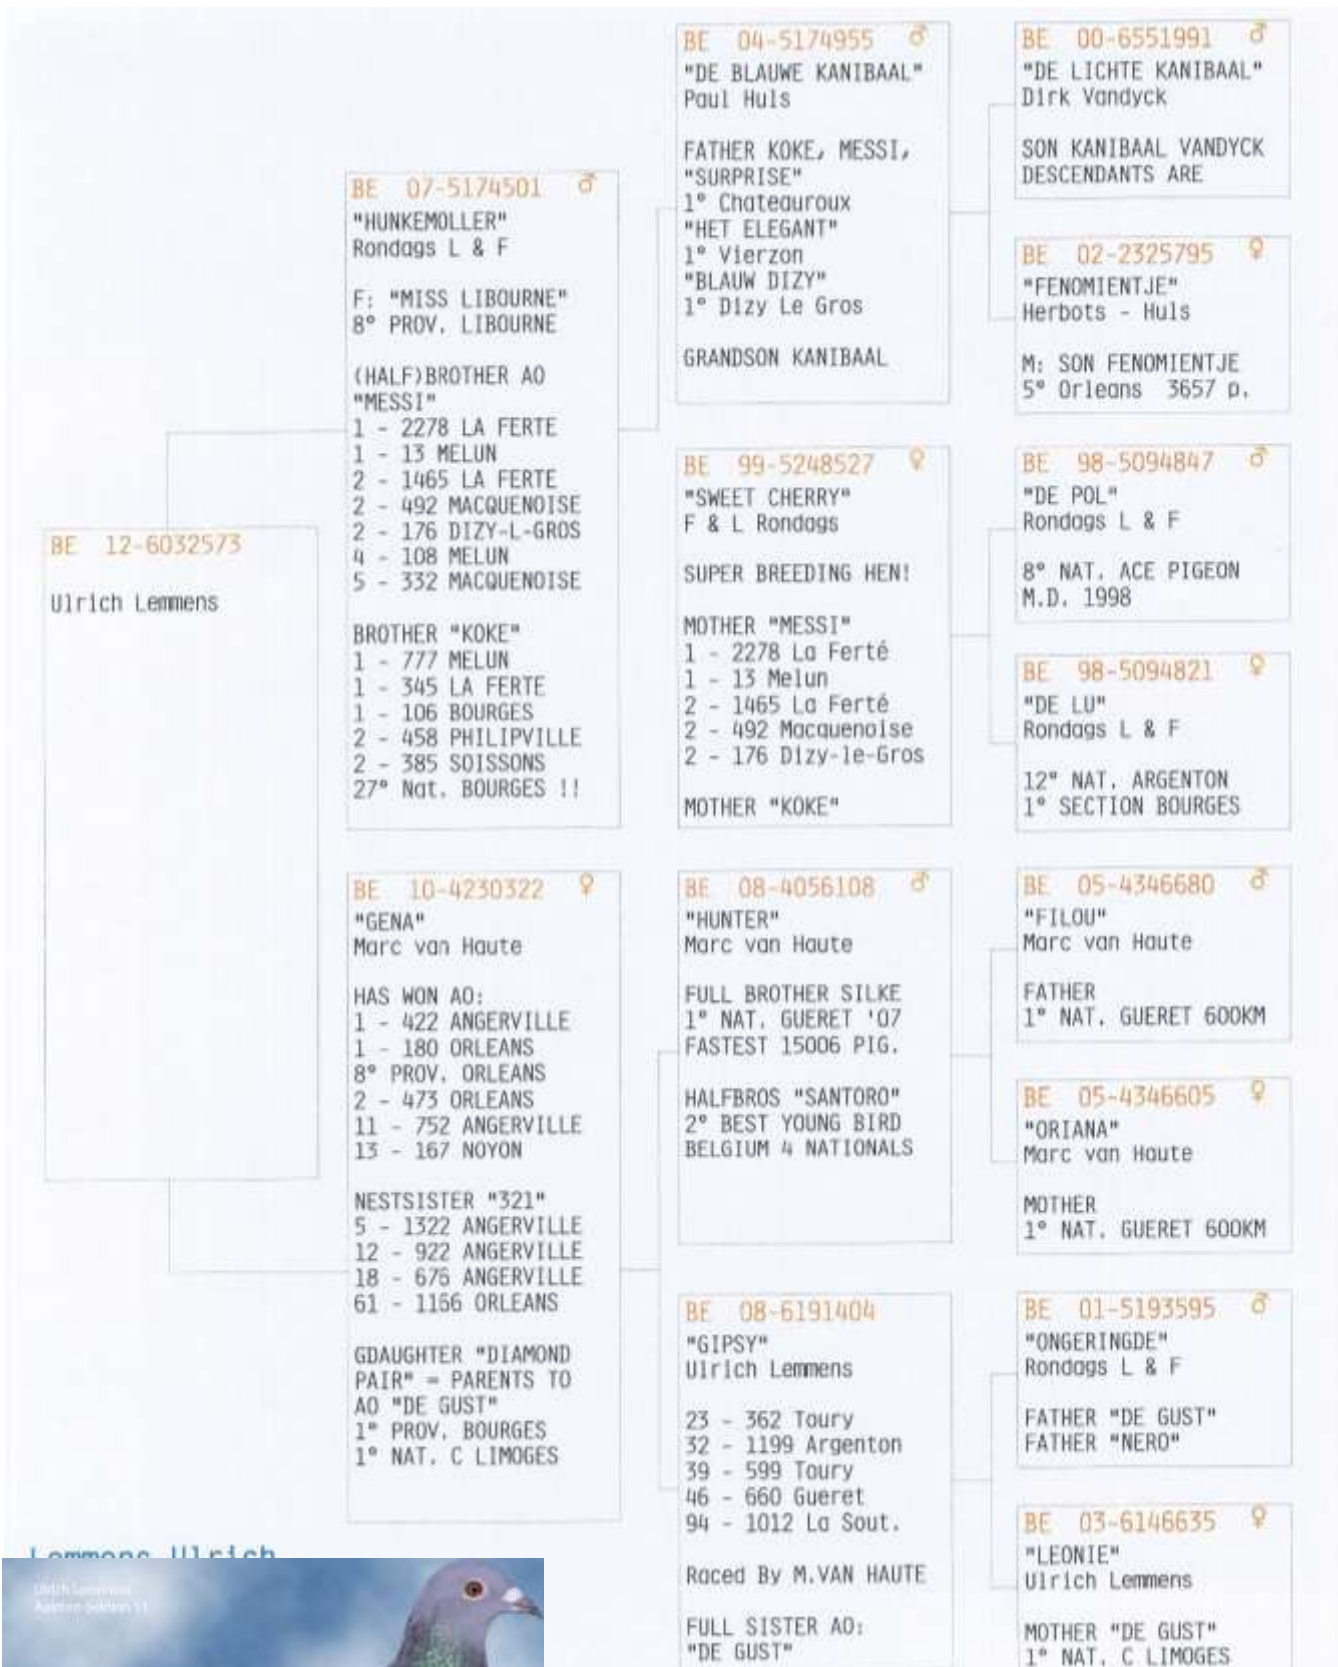 BE 12-6032573
Ulrich Lemmens
BE 07-5174501 ♂
"HUNKEMOLLER"
Rondags L & F
F: "MISS LIBOURNE"
8° PROV. LIBOURNE
(HALF)BROTHER AO
"MESSI"
1 - 2278 LA FERTE
1 - 13 MELUN
2 - 1465 LA FERTE
2 - 492 MACQUENOISE
2 - 176 DIZY-L-GROS
4 - 108 MELUN
5 - 332 MACQUENOISE
BROTHER "KOKE"
1 - 777 MELUN
1 - 345 LA FERTE
1 - 106 BOURGES
2 - 458 PHILIPVILLE
2 - 385 SOISSONS
27° Nat. BOURGES !!
BE 10-4230322 ♀
"GENA"
Marc van Haute
HAS WON AO:
1 - 422 ANGERVILLE
1 - 180 ORLEANS
8° PROV. ORLEANS
2 - 473 ORLEANS
11 - 752 ANGERVILLE
13 - 167 NOYON
NESTSISTER "321"
5 - 1322 ANGERVILLE
12 - 922 ANGERVILLE
18 - 676 ANGERVILLE
61 - 1156 ORLEANS
GDAUGHTER "DIAMOND
PAIR" = PARENTS TO
AO "DE GUST"
1° PROV. BOURGES
1° NAT. C LIMOGES
BE 04-5174955 ♂
"DE BLAUWE KANIBAAL"
Paul Huls
FATHER KOKE, MESSI,
"SURPRISE"
1° Chateauroux
"HET ELEGANT"
1° Vierzon
"BLAUW DIZY"
1° Dizy Le Gros
GRANDSON KANIBAAL
BE 99-5248527 ♀
"SWEET CHERRY"
F & L Rondags
SUPER BREEDING HEN!
MOTHER "MESSI"
1 - 2278 La Ferté
1 - 13 Melun
2 - 1465 La Ferté
2 - 492 Macquenoise
2 - 176 Dizy-le-Gros
MOTHER "KOKE"
BE 08-4056108 ♂
"HUNTER"
Marc van Haute
FULL BROTHER SILKE
1° NAT. GUERET '07
FASTEST 15006 PIG.
HALFBROS "SANTORO"
2° BEST YOUNG BIRD
BELGIUM 4 NATIONALS
BE 08-6191404
"GIPSY"
Ulrich Lemmens
23 - 362 Toury
32 - 1199 Argenton
39 - 599 Toury
46 - 660 Gueret
94 - 1012 La Sout.
Raced By M.VAN HAUTE
FULL SISTER AO:
"DE GUST"
BE 00-6551991 ♂
"DE LICHTE KANIBAAL"
Dirk Vandyck
SON KANIBAAL VANDYCK
DESCENDANTS ARE
BE 02-2325795 ♀
"FENOMIENTJE"
Herbots - Huls
M: SON FENOMIENTJE
5° Orleans 3657 p.
BE 98-5094847 ♂
"DE POL"
Rondags L & F
8° NAT. ACE PIGEON
M.D. 1998
BE 98-5094821 ♀
"DE LU"
Rondags L & F
12° NAT. ARGENTON
1° SECTION BOURGES
BE 05-4346680 ♂
"FILOU"
Marc van Haute
FATHER
1° NAT. GUERET 600KM
BE 05-4346605 ♀
"ORIANA"
Marc van Haute
MOTHER
1° NAT. GUERET 600KM
BE 01-5193595 ♂
"ONGERINGDE"
Rondags L & F
FATHER "DE GUST"
FATHER "NERO"
BE 03-6146635 ♀
"LEONIE"
Ulrich Lemmens
MOTHER "DE GUST"
1° NAT. C LIMOGES
Lemmens Ulrich
Ulrich Lemmens